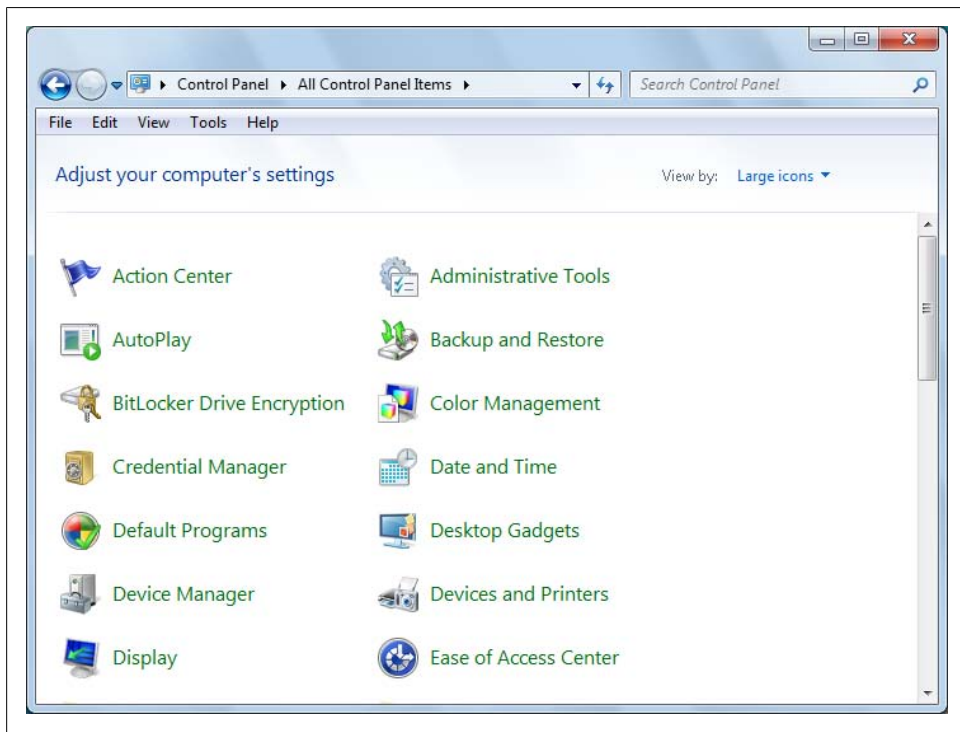 Control Panel All Control Panel Items Search Control Panel
File Edit View Tools Help
Adjust your computer's settings View by: Large icons
Action Center Administrative Tools
AutoPlay Backup and Restore
BitLocker Drive Encryption Color Management
Credential Manager Date and Time
Default Programs Desktop Gadgets
Device Manager Devices and Printers
Display Ease of Access Center